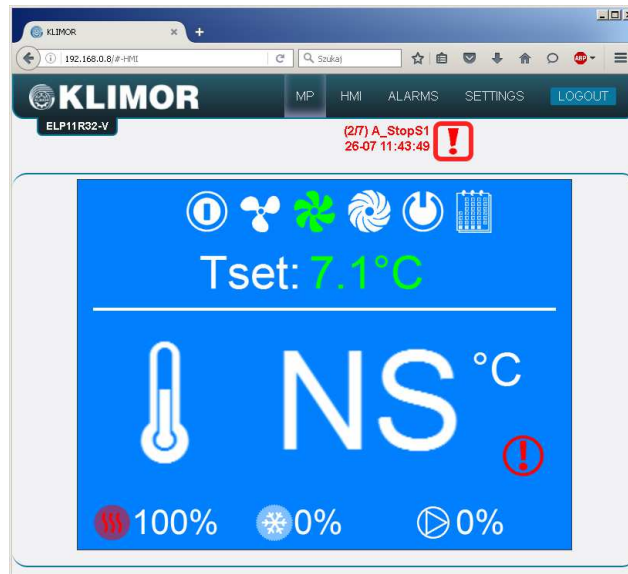 KLIMOR
192.168.0.8/#-HMI
Szukaj
ABP
KLIMOR
MP HMI ALARMS SETTINGS LOGOUT
ELP11R32-V
(2/7) A_StopS1
26-07 11:43:49
Tset: 7.1°C
NS °C
100% 0% 0%